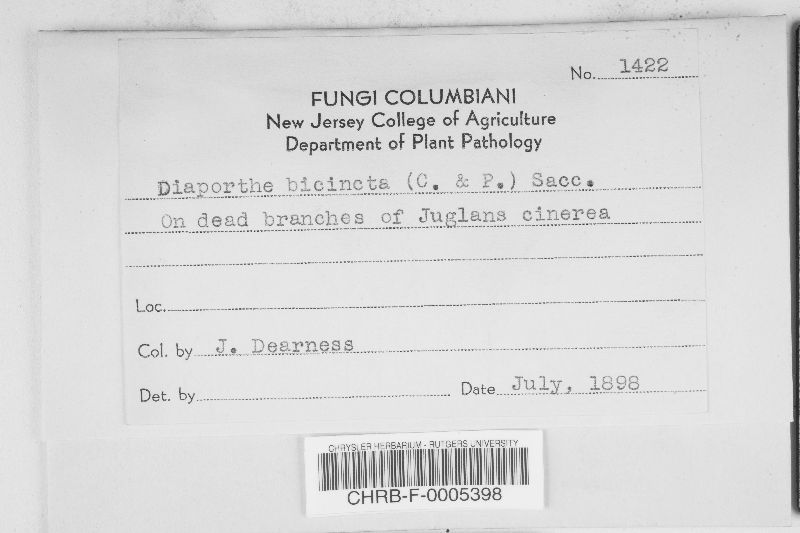 No. 1422
FUNGI COLUMBIANI
New Jersey College of Agriculture
Department of Plant Pathology
Diaporthe bicincta (C. & P.) Sacc.
On dead branches of Juglans cinerea
Loc.
Col. by J. Dearness
Det. by
Date July, 1898
CHRYSLER HERBARIUM - RUTGERS UNIVERSITY
CHRB-F-0005398